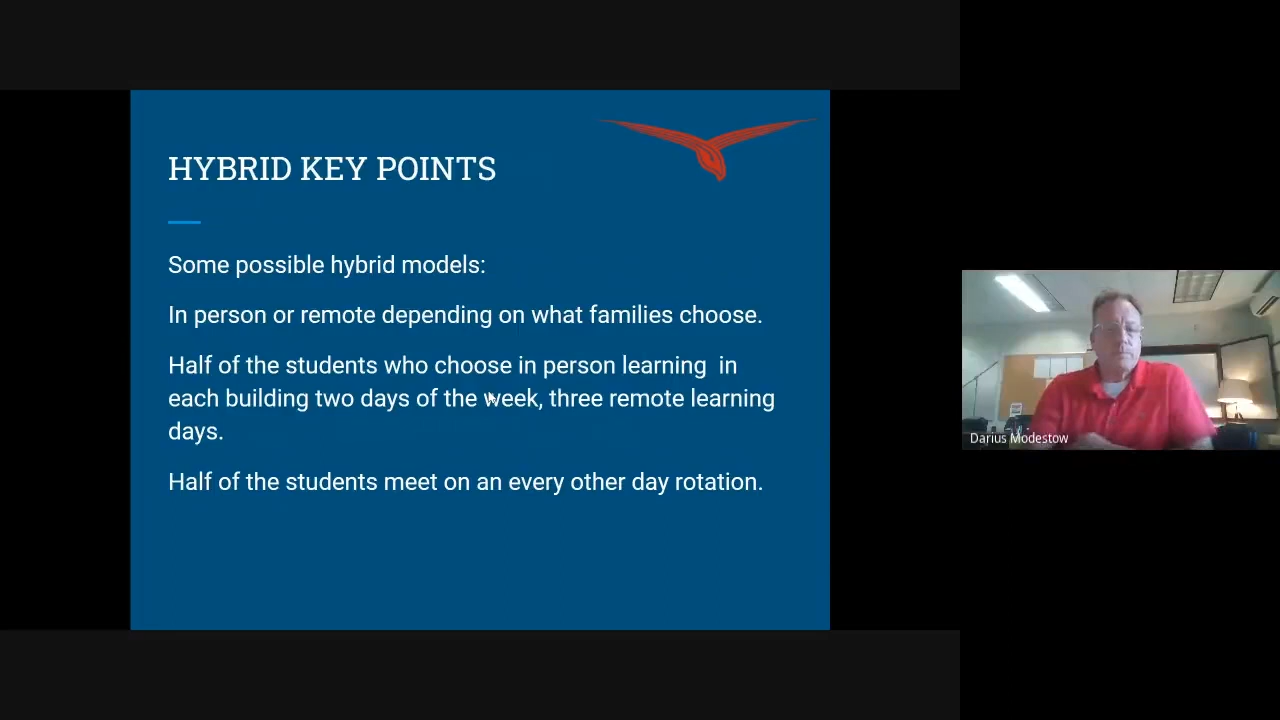 HYBRID KEY POINTS
Some possible hybrid models:
In person or remote depending on what families choose.
Half of the students who choose in person learning  in
each building two days of the week, three remote learning
days.
Half of the students meet on an every other day rotation.
Darius Modestow